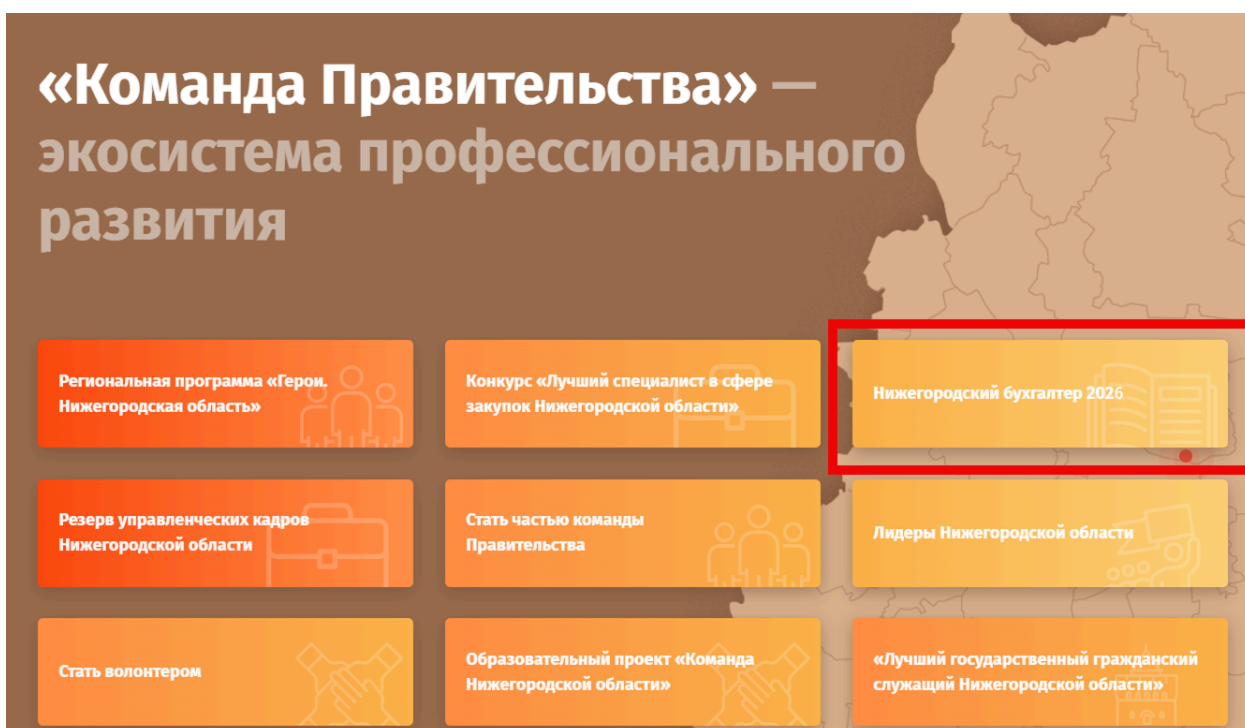 «Команда Правительства» —
экосистема профессионального
развития
Региональная программа «Герои.
Нижегородская область»
Конкурс «Лучший специалист в сфере
закупок Нижегородской области»
Нижегородский бухгалтер 2026
Резерв управленческих кадров
Нижегородской области
Стать частью команды
Правительства
Лидеры Нижегородской области
Стать волонтером
Образовательный проект «Команда
Нижегородской области»
«Лучший государственный гражданский
служащий Нижегородской области»